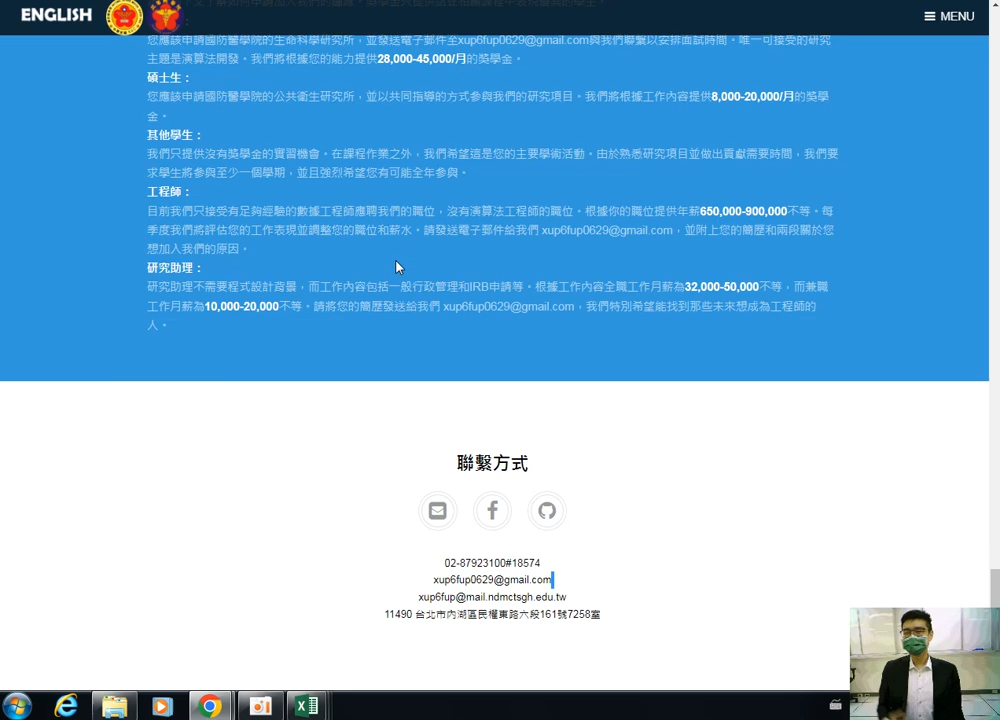 ENGLISH
MENU
您應該申請國防醫學院的生命科學研究所，並發送電子郵件至xup6fup0629@gmail.com與我們聯繫以安排面試時間。唯一可接受的研究
主題是演算法開發。我們將根據您的能力提供28,000-45,000/月的獎學金。
碩士生：
您應該申請國防醫學院的公共衛生研究所，並以共同指導的方式參與我們的研究項目。我們將根據工作內容提供8,000-20,000/月的獎學
金。
其他學生：
我們只提供沒有獎學金的實習機會。在課程作業之外，我們希望這是您的主要學術活動。由於熟悉研究項目並做出貢獻需要時間，我們要
求學生將參與至少一個學期，並且強烈希望您有可能全年參與。
工程師：
目前我們只接受有足夠經驗的數據工程師應聘我們的職位，沒有演算法工程師的職位。根據你的職位提供年薪650,000-900,000不等。每
季度我們將評估您的工作表現並調整您的職位和薪水。請發送電子郵件給我們 xup6fup0629@gmail.com，並附上您的簡歷和兩段關於您
想加入我們的原因。
研究助理：
研究助理不需要程式設計背景，而工作內容包括一般行政管理和IRB申請等。根據工作內容全職工作月薪為32,000-50,000不等，而兼職
工作月薪為10,000-20,000不等。請將您的簡歷發送給我們 xup6fup0629@gmail.com，我們特別希望能找到那些未來想成為工程師的
人。
聯繫方式
02-87923100#18574
xup6fup0629@gmail.com
xup6fup@mail.ndmctsgh.edu.tw
11490 台北市內湖區民權東路六段161號7258室